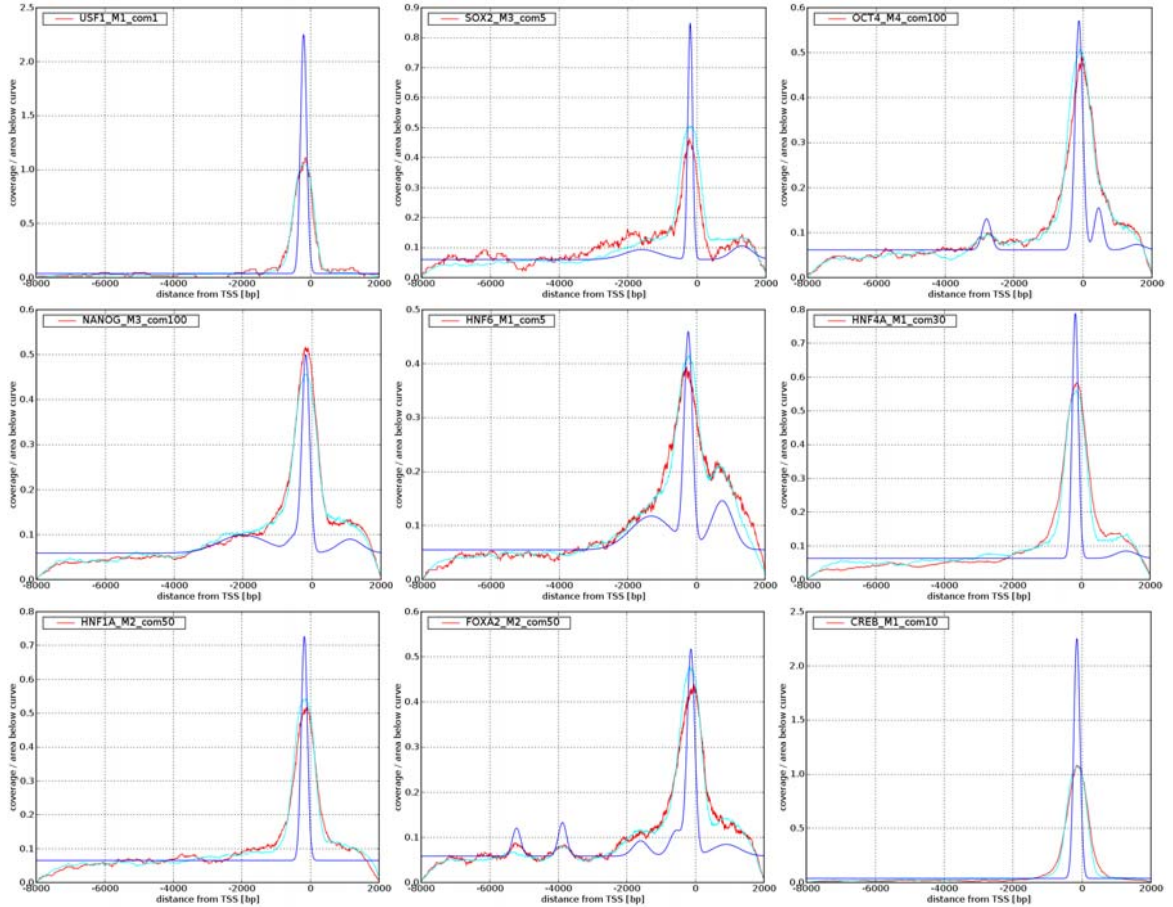 USF1_M1_com1
2.5
2.0
1.5
1.0
0.5
0.0
coverage / area below curve
-8000 -6000 -4000 -2000 0 2000
distance from TSS [bp]
SOX2_M3_com5
0.9
0.8
0.7
0.6
0.5
0.4
0.3
0.2
0.1
0.0
coverage / area below curve
-8000 -6000 -4000 -2000 0 2000
distance from TSS [bp]
OCT4_M4_com100
0.6
0.5
0.4
0.3
0.2
0.1
0.0
coverage / area below curve
-8000 -6000 -4000 -2000 0 2000
distance from TSS [bp]
NANOG_M3_com100
0.6
0.5
0.4
0.3
0.2
0.1
0.0
coverage / area below curve
-8000 -6000 -4000 -2000 0 2000
distance from TSS [bp]
HNF6_M1_com5
0.5
0.4
0.3
0.2
0.1
0.0
coverage / area below curve
-8000 -6000 -4000 -2000 0 2000
distance from TSS [bp]
HNF4A_M1_com30
0.8
0.7
0.6
0.5
0.4
0.3
0.2
0.1
0.0
coverage / area below curve
-8000 -6000 -4000 -2000 0 2000
distance from TSS [bp]
HNF1A_M2_com50
0.8
0.7
0.6
0.5
0.4
0.3
0.2
0.1
0.0
coverage / area below curve
-8000 -6000 -4000 -2000 0 2000
distance from TSS [bp]
FOXA2_M2_com50
0.6
0.5
0.4
0.3
0.2
0.1
0.0
coverage / area below curve
-8000 -6000 -4000 -2000 0 2000
distance from TSS [bp]
CREB_M1_com10
2.5
2.0
1.5
1.0
0.5
0.0
coverage / area below curve
-8000 -6000 -4000 -2000 0 2000
distance from TSS [bp]